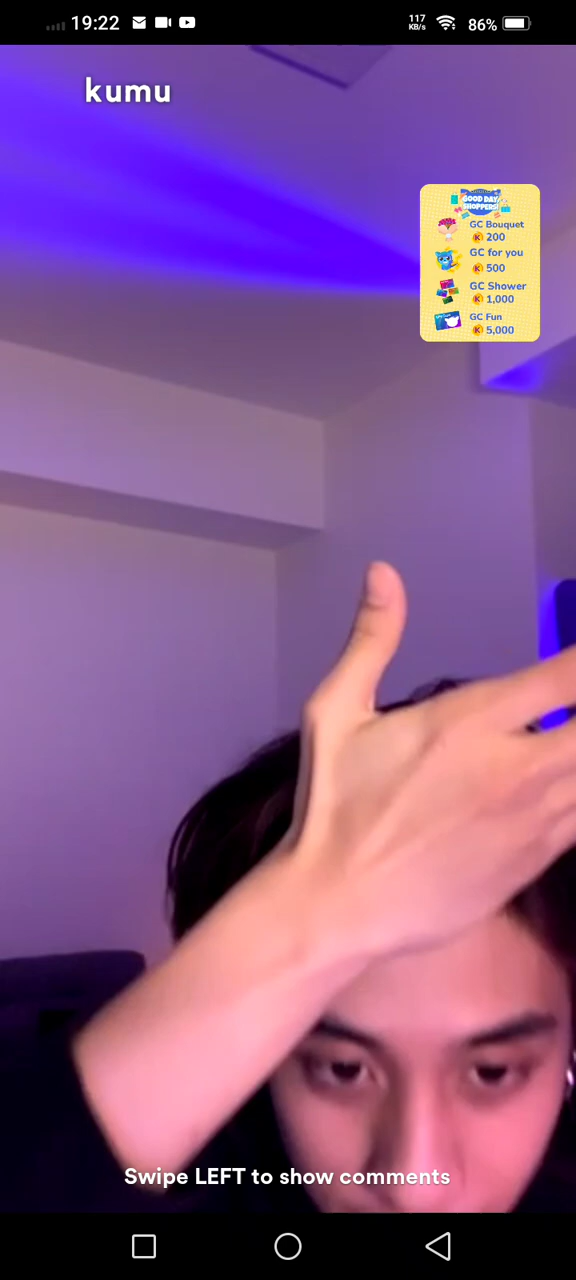 19:22
117
KB/s
86%
kumu
GOOD DAY
SHOPPERS!
GC Bouquet
K 200
GC for you
K 500
GC Shower
K 1,000
GC Fun
K 5,000
Swipe LEFT to show comments